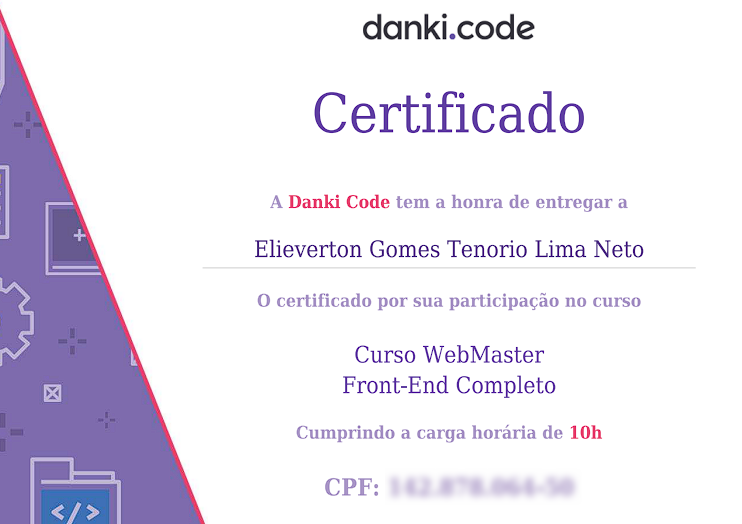 danki.code
Certificado
A Danki Code tem a honra de entregar a
Elieverton Gomes Tenorio Lima Neto
O certificado por sua participação no curso
Curso WebMaster
Front-End Completo
Cumprindo a carga horária de 10h
CPF: